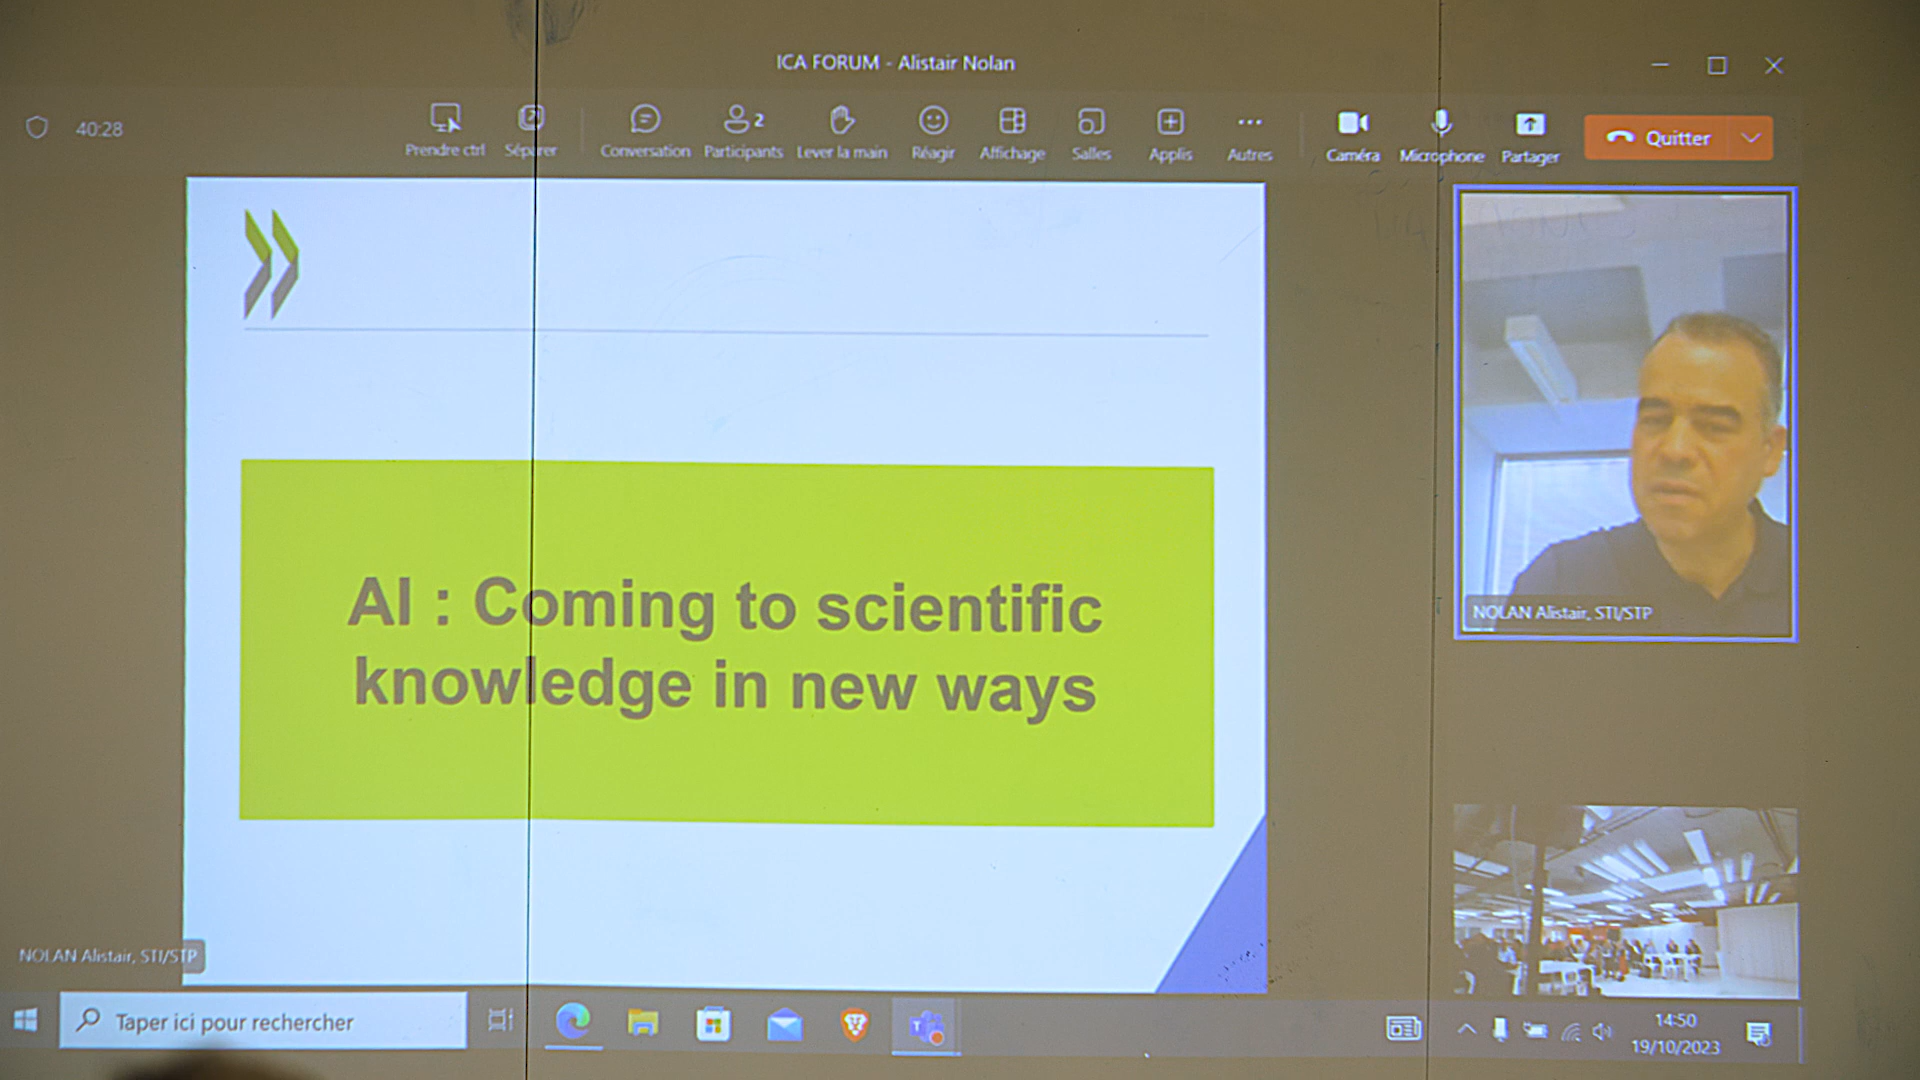 ICA FORUM - Alistair Nolan
40:28
Prendre ctrl
Séparer
Conversation
Participants
2
Lever la main
Réagir
Affichage
Salles
Applis
Autres
Caméra
Microphone
Partager
Quitter
AI : Coming to scientific
knowledge in new ways
NOLAN Alistair, STI/STP
NOLAN Alistair, STI/STP
Taper ici pour rechercher
14:50
19/10/2023